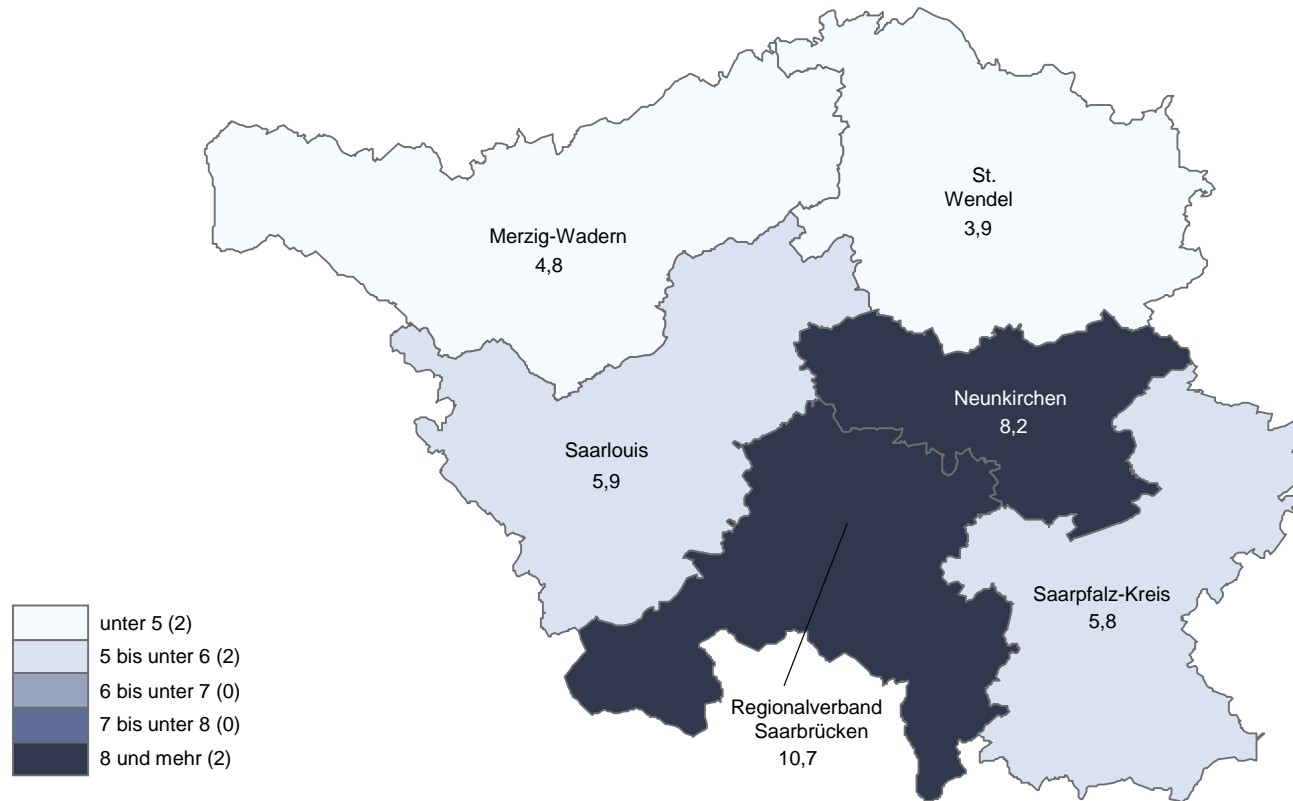 St.
Wendel
3,9
Merzig-Wadern
4,8
Neunkirchen
8,2
Saarlouis
5,9
Saarpfalz-Kreis
5,8
Regionalverband
Saarbrücken
10,7
unter 5 (2)
5 bis unter 6 (2)
6 bis unter 7 (0)
7 bis unter 8 (0)
8 und mehr (2)